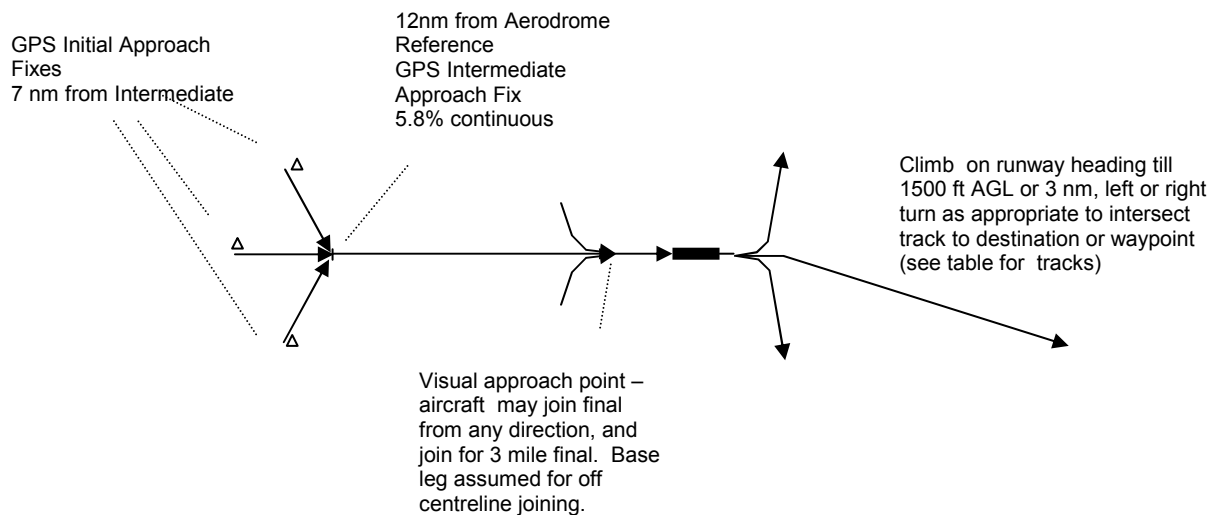 GPS Initial Approach
Fixes
7 nm from Intermediate
12nm from Aerodrome
Reference
GPS Intermediate
Approach Fix
5.8% continuous
Climb on runway heading till
1500 ft AGL or 3 nm, left or right
turn as appropriate to intersect
track to destination or waypoint
(see table for tracks)
Visual approach point –
aircraft may join final
from any direction, and
join for 3 mile final. Base
leg assumed for off
centreline joining.